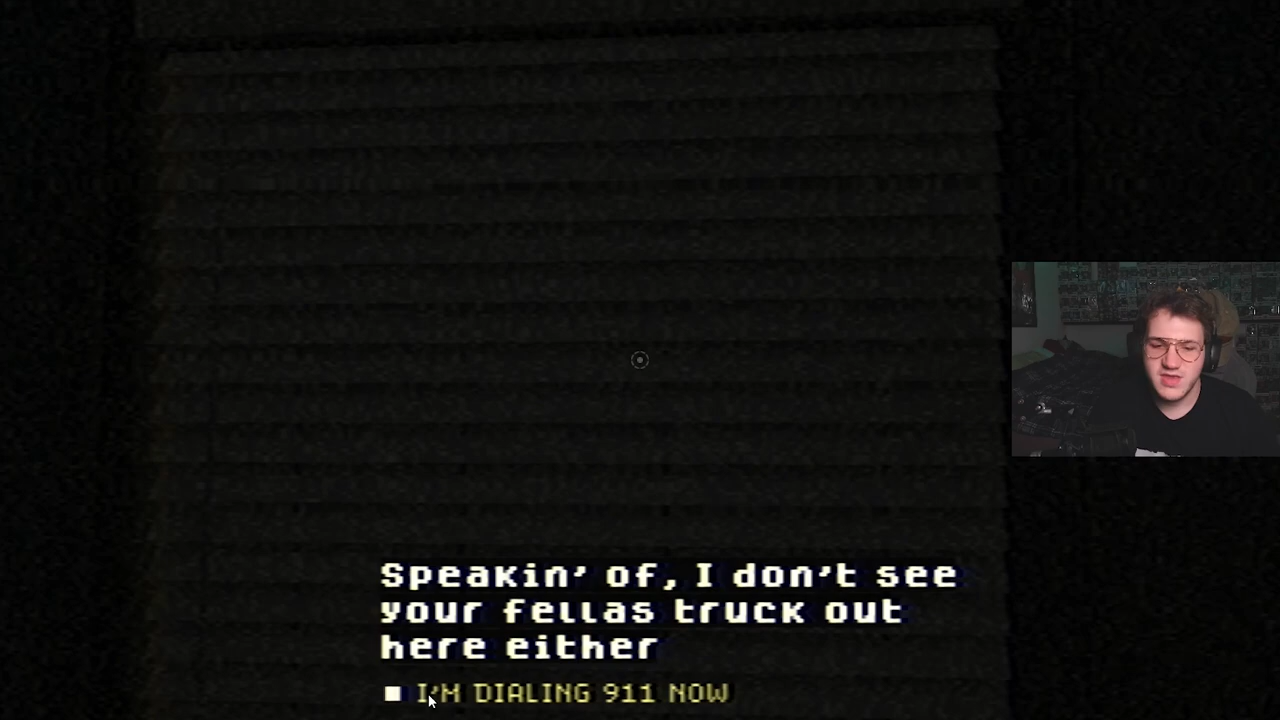 Speakin' of, I don't see
your fellas truck out
here either
I'M DIALING 911 NOW